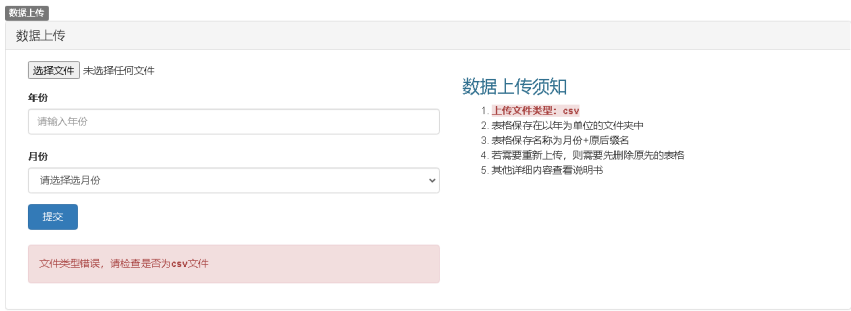 数据上传
数据上传
选择文件 未选择任何文件
年份
请输入年份
月份
请选择选月份
提交
文件类型错误，请检查是否为csv文件
数据上传须知
1. 上传文件类型：csv
2. 表格保存在以年为单位的文件夹中
3. 表格保存名称为月份+原后缀名
4. 若需要重新上传，则需要先删除原先的表格
5. 其他详细内容查看说明书